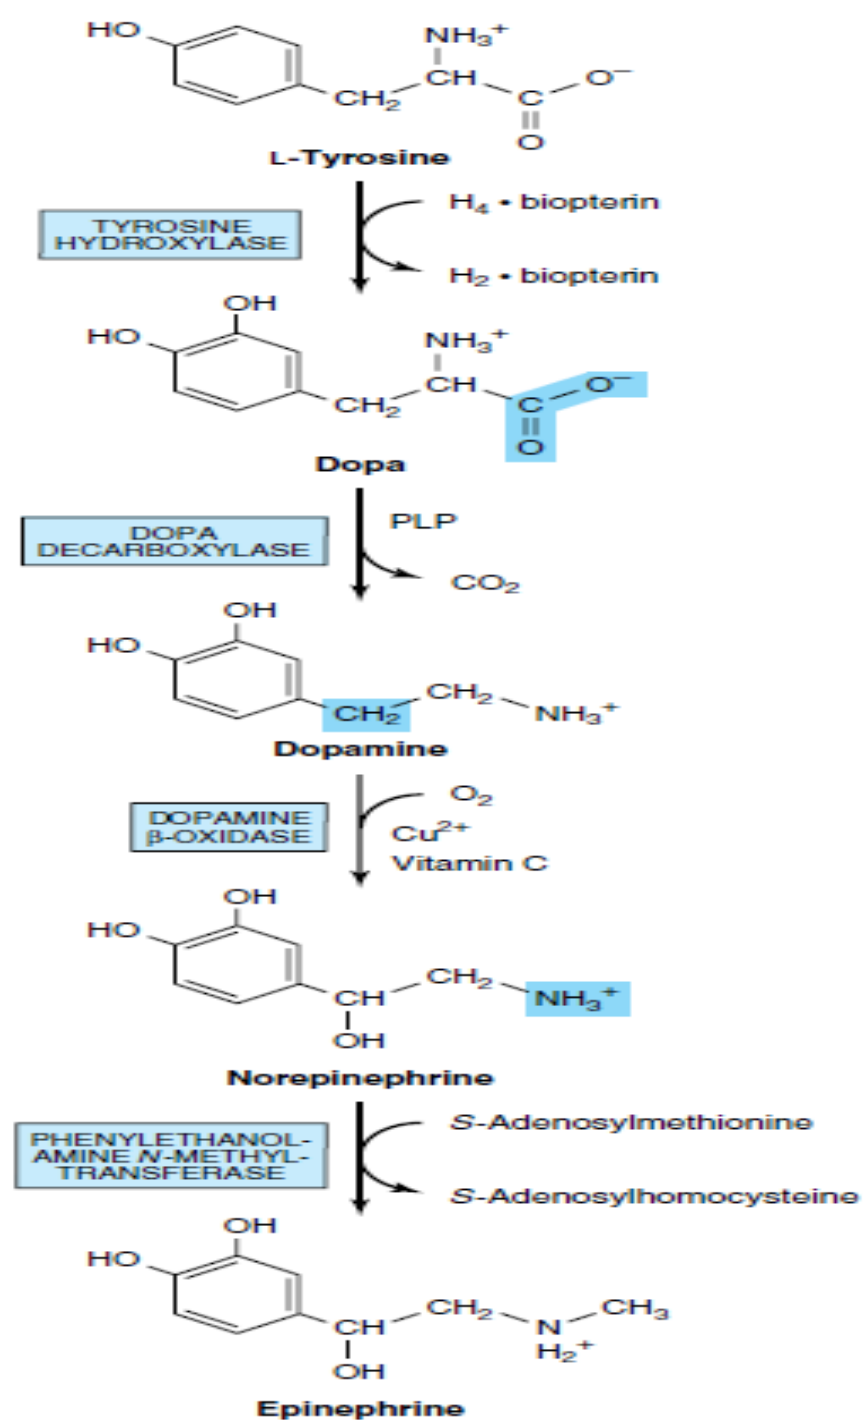 HO
NH₃⁺
CH
CH₂
C
O⁻
O
L-Tyrosine
H₄ • biopterin
TYROSINE
HYDROXYLASE
H₂ • biopterin
OH
HO
NH₃⁺
CH
CH₂
C
O⁻
O
Dopa
PLP
DOPA
DECARBOXYLASE
CO₂
OH
HO
CH₂
CH₂
NH₃⁺
Dopamine
O₂
DOPAMINE
β-OXIDASE
Cu²⁺
Vitamin C
OH
HO
CH₂
CH
NH₃⁺
OH
Norepinephrine
S-Adenosylmethionine
PHENYLETHANOL-
AMINE N-METHYL-
TRANSFERASE
S-Adenosylhomocysteine
OH
HO
CH₂
CH₃
CH
N
H₂⁺
OH
Epinephrine